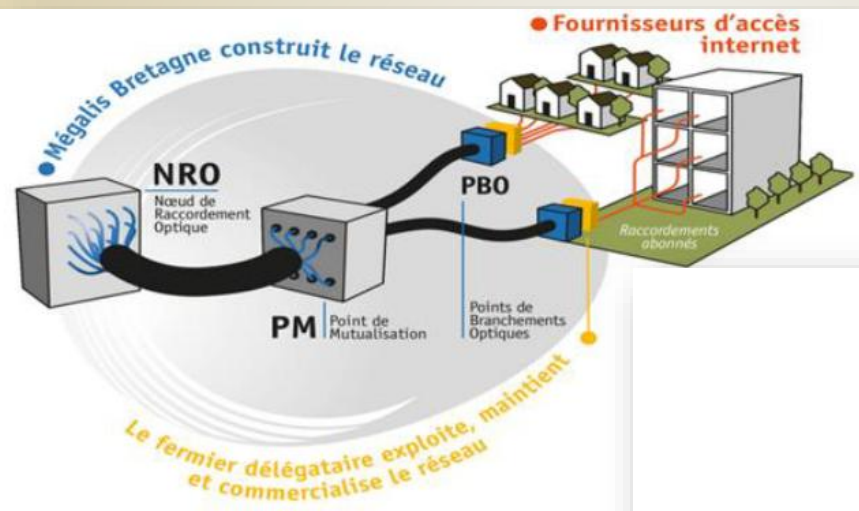 Fournisseurs d'accès
internet
Mégalis Bretagne construit le réseau
NRO
Nœud de
Raccordement
Optique
PBO
Raccordements
abonnés
PM
Point de
Mutualisation
Points de
Branchements
Optiques
Le fermier délégataire exploite, maintient
et commercialise le réseau